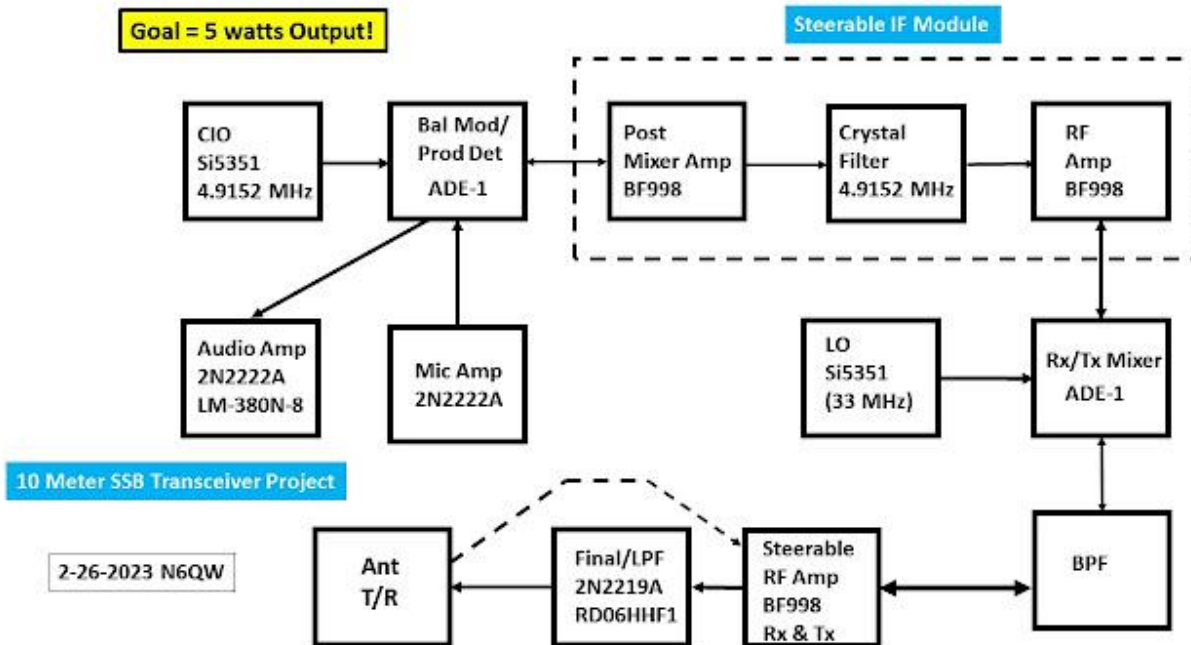 Goal = 5 watts Output!
Steerable IF Module
CIO
Si5351
4.9152 MHz
Bal Mod/
Prod Det
ADE-1
Post
Mixer Amp
BF998
Crystal
Filter
4.9152 MHz
RF
Amp
BF998
Audio Amp
2N2222A
LM-380N-8
Mic Amp
2N2222A
LO
Si5351
(33 MHz)
Rx/Tx Mixer
ADE-1
10 Meter SSB Transceiver Project
2-26-2023 N6QW
Ant
T/R
Final/LPF
2N2219A
RD06HHF1
Steerable
RF Amp
BF998
Rx & Tx
BPF